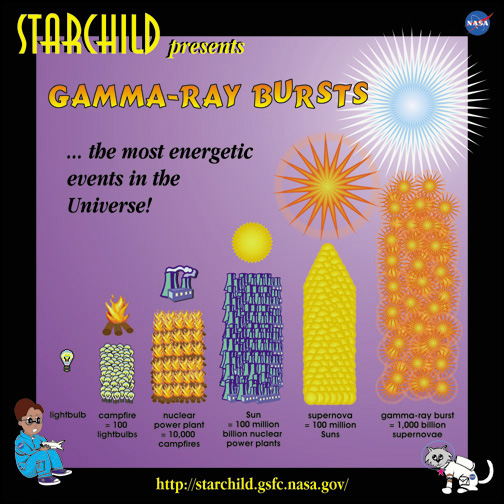 STARCHILD presents
NASA
GAMMA-RAY BURSTS
... the most energetic
events in the
Universe!
lightbulb
campfire
= 100
lightbulbs
nuclear
power plant
= 10,000
campfires
Sun
= 100 million
billion nuclear
power plants
supernova
= 100 million
Suns
gamma-ray burst
= 1,000 billion
supernovae
http://starchild.gsfc.nasa.gov/